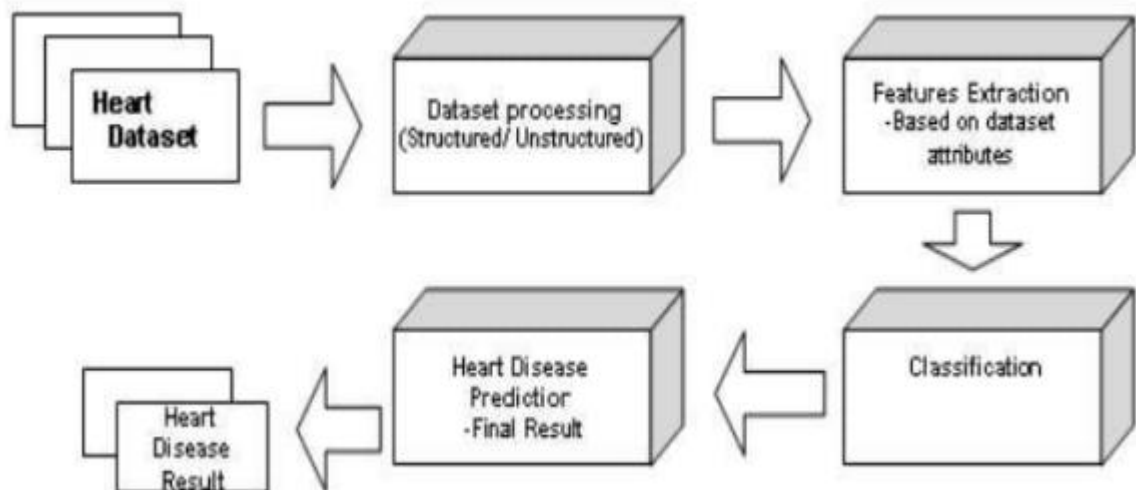 Heart
Dataset
Dataset processing
(Structured/ Unstructured)
Features Extraction
-Based on dataset
attributes
Classification
Heart Disease
Predictior
-Final Result
Heart
Disease
Result